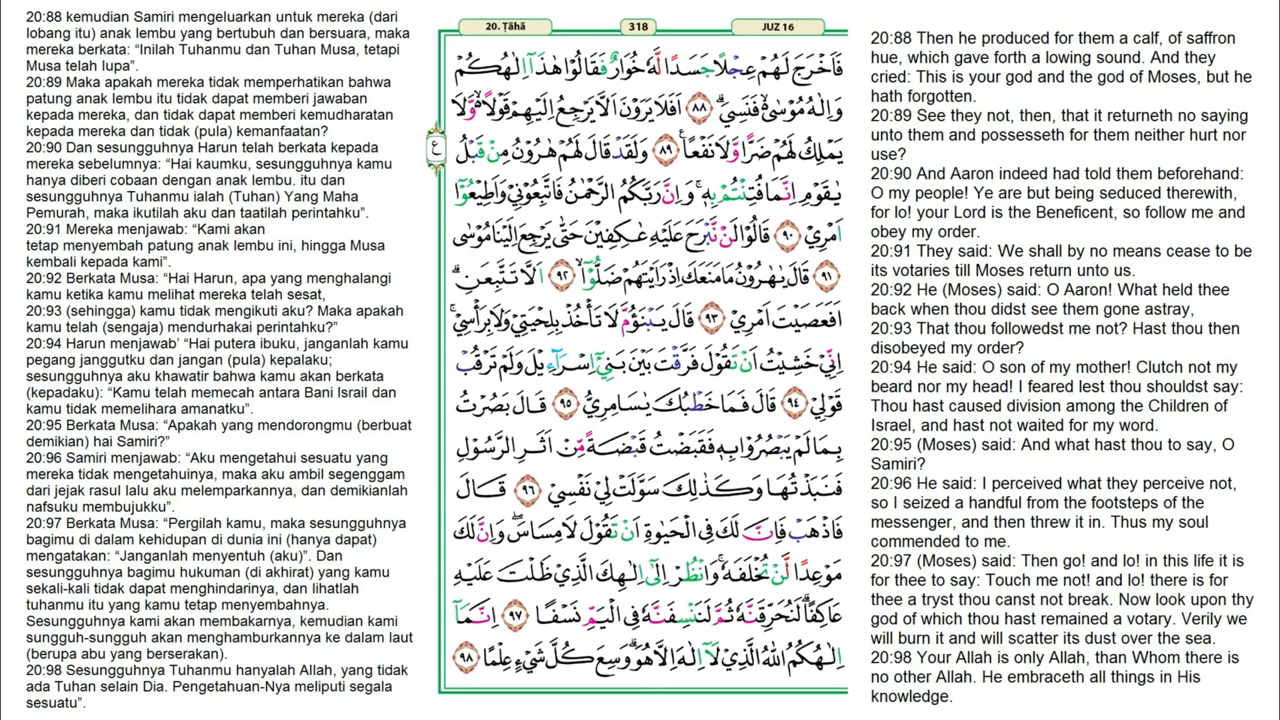 20:88 kemudian Samiri mengeluarkan untuk mereka (dari
lobang itu) anak lembu yang bertubuh dan bersuara, maka
mereka berkata: “Inilah Tuhanmu dan Tuhan Musa, tetapi
Musa telah lupa”.
20:89 Maka apakah mereka tidak memperhatikan bahwa
patung anak lembu itu tidak dapat memberi jawaban
kepada mereka, dan tidak dapat memberi kemudharatan
kepada mereka dan tidak (pula) kemanfaatan?
20:90 Dan sesungguhnya Harun telah berkata kepada
mereka sebelumnya: “Hai kaumku, sesungguhnya kamu
hanya diberi cobaan dengan anak lembu. itu dan
sesungguhnya Tuhanmu ialah (Tuhan) Yang Maha
Pemurah, maka ikutilah aku dan taatilah perintahku”.
20:91 Mereka menjawab: “Kami akan
tetap menyembah patung anak lembu ini, hingga Musa
kembali kepada kami”.
20:92 Berkata Musa: “Hai Harun, apa yang menghalangi
kamu ketika kamu melihat mereka telah sesat,
20:93 (sehingga) kamu tidak mengikuti aku? Maka apakah
kamu telah (sengaja) mendurhakai perintahku?”
20:94 Harun menjawab’ “Hai putera ibuku, janganlah kamu
pegang janggutku dan jangan (pula) kepalaku;
sesungguhnya aku khawatir bahwa kamu akan berkata
(kepadaku): “Kamu telah memecah antara Bani Israil dan
kamu tidak memelihara amanatku”.
20:95 Berkata Musa: “Apakah yang mendorongmu (berbuat
demikian) hai Samiri?”
20:96 Samiri menjawab: “Aku mengetahui sesuatu yang
mereka tidak mengetahuinya, maka aku ambil segenggam
dari jejak rasul lalu aku melemparkannya, dan demikianlah
nafsuku membujukku”.
20:97 Berkata Musa: “Pergilah kamu, maka sesungguhnya
bagimu di dalam kehidupan di dunia ini (hanya dapat)
mengatakan: “Janganlah menyentuh (aku)”. Dan
sesungguhnya bagimu hukuman (di akhirat) yang kamu
sekali-kali tidak dapat menghindarinya, dan lihatlah
tuhanmu itu yang kamu tetap menyembahnya.
Sesungguhnya kami akan membakarnya, kemudian kami
sungguh-sungguh akan menghamburkannya ke dalam laut
(berupa abu yang berserakan).
20:98 Sesungguhnya Tuhanmu hanyalah Allah, yang tidak
ada Tuhan selain Dia. Pengetahuan-Nya meliputi segala
sesuatu”.
20. Ṭāhā
318
JUZ 16
فَاَخْرَجَ لَهُمْ عِجْلًا جَسَدًا لَّهٗ خُوَارٌ فَقَالُوْا هٰذَآ اِلٰهُكُمْ
وَاِلٰهُ مُوْسٰى ەۙ فَنَسِيَ ۗ ٨٨ اَفَلَا يَرَوْنَ اَلَّا يَرْجِعُ اِلَيْهِمْ قَوْلًا ەۙ وَّلَا
يَمْلِكُ لَهُمْ ضَرًّا وَّلَا نَفْعًا ࣖ ٨٩ وَلَقَدْ قَالَ لَهُمْ هٰرُوْنُ مِنْ قَبْلُ
يٰقَوْمِ اِنَّمَا فُتِنْتُمْ بِهٖۚ وَاِنَّ رَبَّكُمُ الرَّحْمٰنُ فَاتَّبِعُوْنِيْ وَاَطِيْعُوْٓا
اَمْرِيْ ٩٠ قَالُوْا لَنْ نَّبْرَحَ عَلَيْهِ عٰكِفِيْنَ حَتّٰى يَرْجِعَ اِلَيْنَا مُوْسٰى
٩١ قَالَ يٰهٰرُوْنُ مَا مَنَعَكَ اِذْ رَاَيْتَهُمْ ضَلُّوْٓا ۙ ٩٢ اَلَّا تَتَّبِعَنِ ۗ
اَفَعَصَيْتَ اَمْرِيْ ٩٣ قَالَ يَبْنَؤُمَّ لَا تَأْخُذْ بِلِحْيَتِيْ وَلَا بِرَأْسِيْۚ
اِنِّيْ خَشِيْتُ اَنْ تَقُوْلَ فَرَّقْتَ بَيْنَ بَنِيْٓ اِسْرَاۤءِيْلَ وَلَمْ تَرْقُبْ
قَوْلِيْ ٩٤ قَالَ فَمَا خَطْبُكَ يٰسَامِرِيُّ ٩٥ قَالَ بَصُرْتُ
بِمَا لَمْ يَبْصُرُوْا بِهٖ فَقَبَضْتُ قَبْضَةً مِّنْ اَثَرِ الرَّسُوْلِ
فَنَبَذْتُهَا وَكَذٰلِكَ سَوَّلَتْ لِيْ نَفْسِيْ ٩٦ قَالَ
فَاذْهَبْ فَاِنَّ لَكَ فِى الْحَيٰوةِ اَنْ تَقُوْلَ لَا مِسَاسَۖ وَاِنَّ لَكَ
مَوْعِدًا لَّنْ تُخْلَفَهٗۚ وَانْظُرْ اِلٰٓى اِلٰهِكَ الَّذِيْ ظَلْتَ عَلَيْهِ
عَاكِفًا ۗ لَنُحَرِّقَنَّهٗ ثُمَّ لَنَنْسِفَنَّهٗ فِى الْيَمِّ نَسْفًا ٩٧ اِنَّمَآ
اِلٰهُكُمُ اللّٰهُ الَّذِيْ لَآ اِلٰهَ اِلَّا هُوَۗ وَسِعَ كُلَّ شَيْءٍ عِلْمًا ٩٨
ع
20:88 Then he produced for them a calf, of saffron
hue, which gave forth a lowing sound. And they
cried: This is your god and the god of Moses, but he
hath forgotten.
20:89 See they not, then, that it returneth no saying
unto them and possesseth for them neither hurt nor
use?
20:90 And Aaron indeed had told them beforehand:
O my people! Ye are but being seduced therewith,
for lo! your Lord is the Beneficent, so follow me and
obey my order.
20:91 They said: We shall by no means cease to be
its votaries till Moses return unto us.
20:92 He (Moses) said: O Aaron! What held thee
back when thou didst see them gone astray,
20:93 That thou followedst me not? Hast thou then
disobeyed my order?
20:94 He said: O son of my mother! Clutch not my
beard nor my head! I feared lest thou shouldst say:
Thou hast caused division among the Children of
Israel, and hast not waited for my word.
20:95 (Moses) said: And what hast thou to say, O
Samiri?
20:96 He said: I perceived what they perceive not,
so I seized a handful from the footsteps of the
messenger, and then threw it in. Thus my soul
commended to me.
20:97 (Moses) said: Then go! and lo! in this life it is
for thee to say: Touch me not! and lo! there is for
thee a tryst thou canst not break. Now look upon thy
god of which thou hast remained a votary. Verily we
will burn it and will scatter its dust over the sea.
20:98 Your Allah is only Allah, than Whom there is
no other Allah. He embraceth all things in His
knowledge.